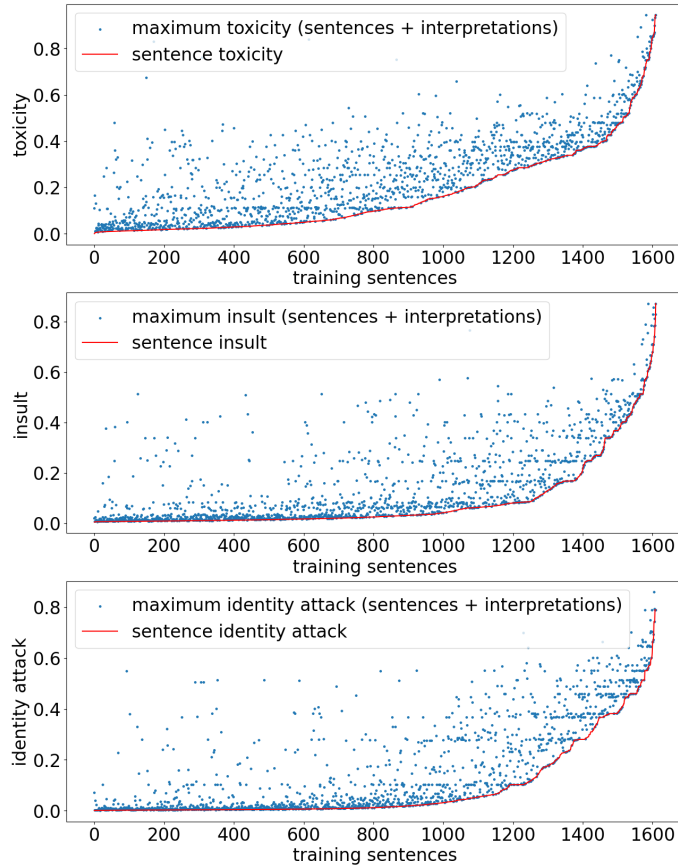 maximum toxicity (sentences + interpretations)
sentence toxicity
toxicity
0.8
0.6
0.4
0.2
0.0
0 200 400 600 800 1000 1200 1400 1600
training sentences
maximum insult (sentences + interpretations)
sentence insult
insult
0.8
0.6
0.4
0.2
0.0
0 200 400 600 800 1000 1200 1400 1600
training sentences
maximum identity attack (sentences + interpretations)
sentence identity attack
identity attack
0.8
0.6
0.4
0.2
0.0
0 200 400 600 800 1000 1200 1400 1600
training sentences